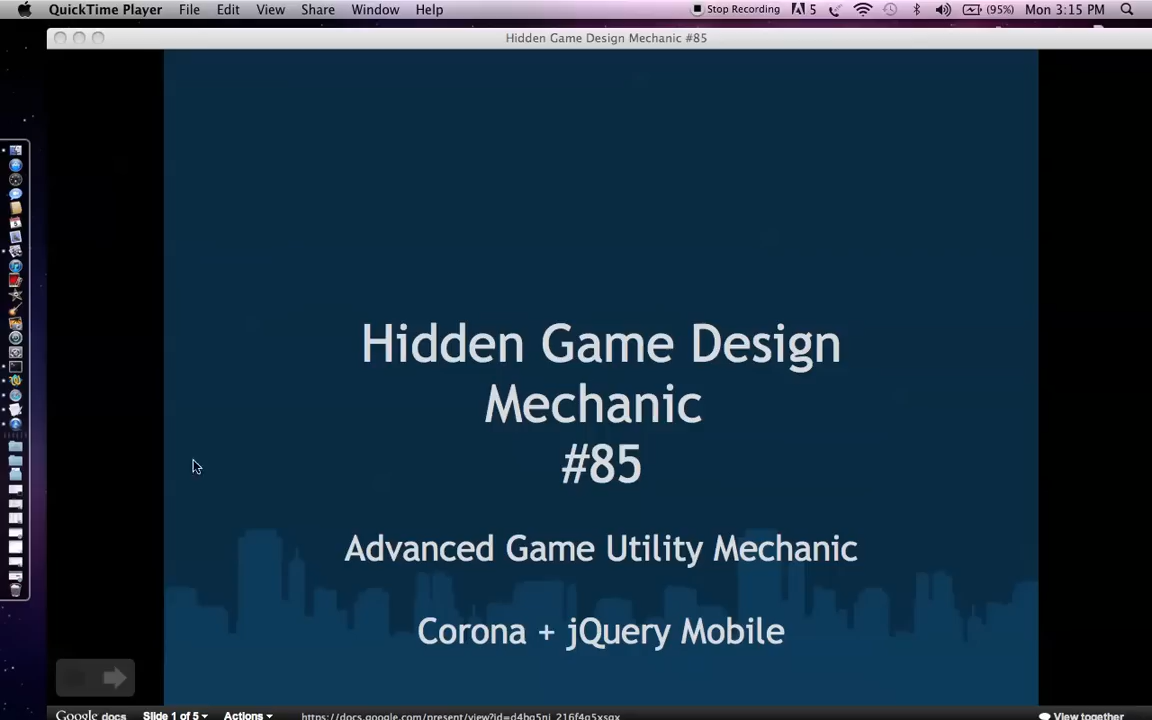 QuickTime Player File Edit View Share Window Help Stop Recording 5 (95%) Mon 3:15 PM
Hidden Game Design Mechanic #85
Hidden Game Design
Mechanic
#85
Advanced Game Utility Mechanic
Corona + jQuery Mobile
Google docs Slide 1 of 5 Actions View together